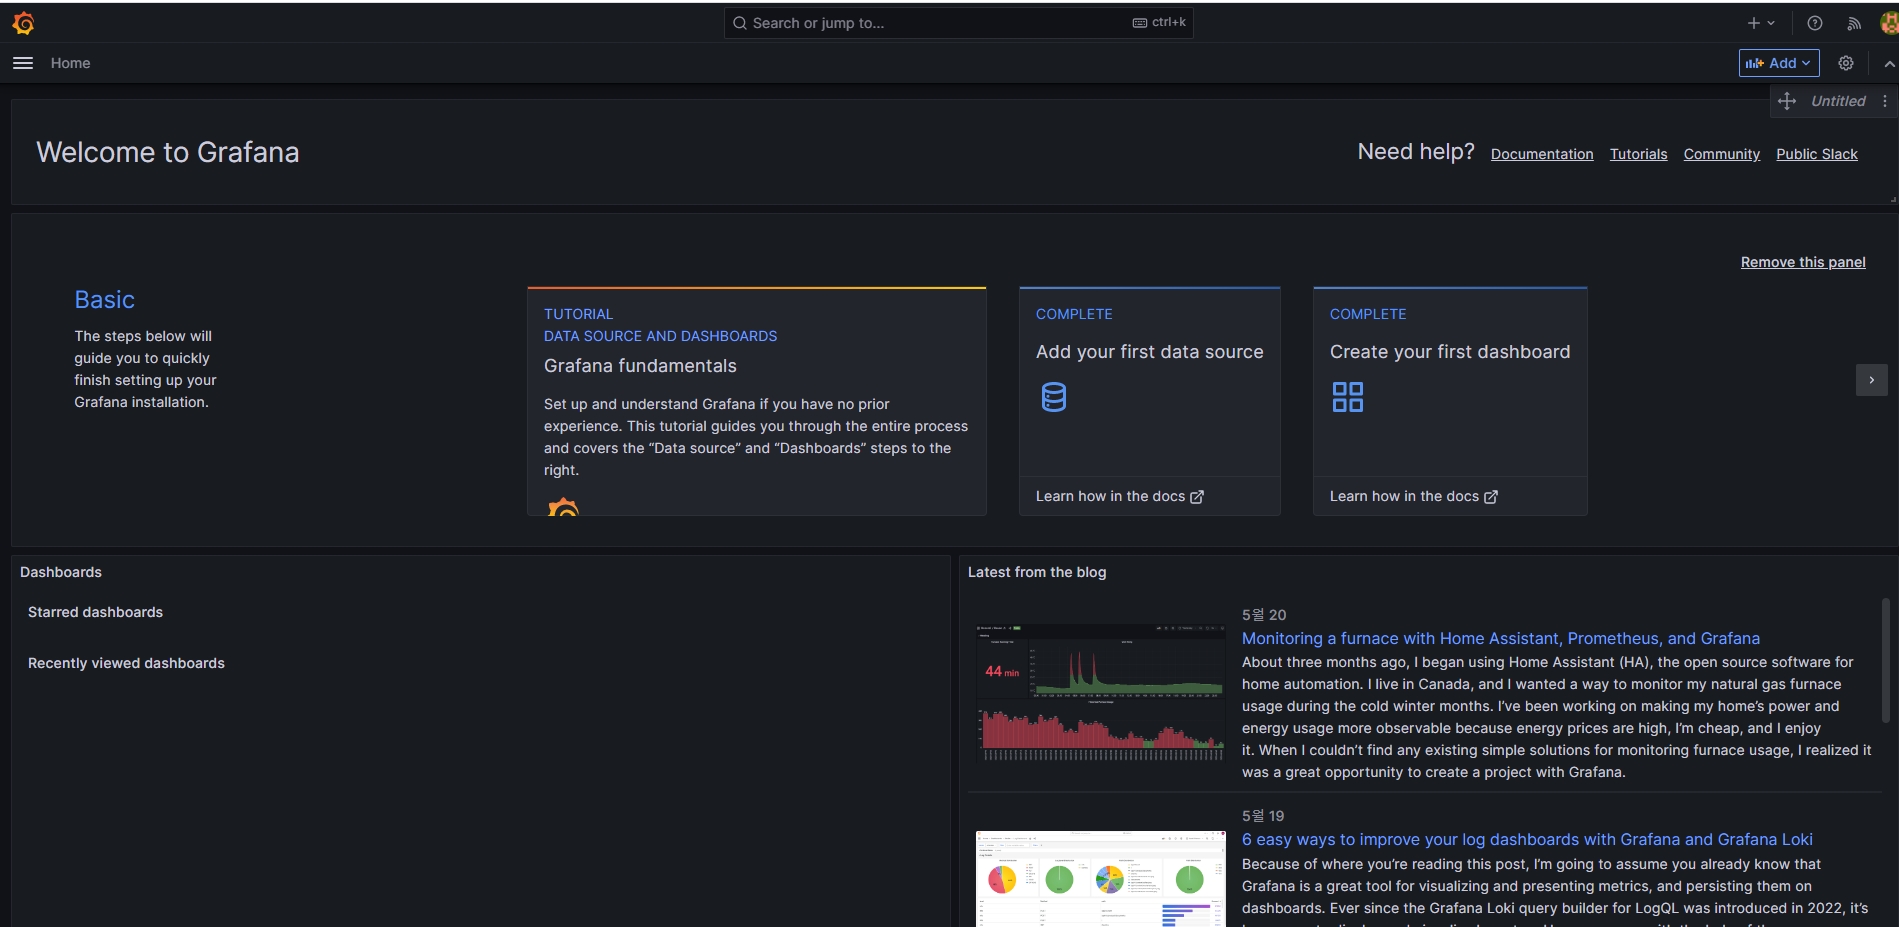 Search or jump to...
ctrl+k
Home
Add
Untitled
Welcome to Grafana
Need help?
Documentation
Tutorials
Community
Public Slack
Remove this panel
Basic
The steps below will
guide you to quickly
finish setting up your
Grafana installation.
TUTORIAL
DATA SOURCE AND DASHBOARDS
Grafana fundamentals
Set up and understand Grafana if you have no prior
experience. This tutorial guides you through the entire process
and covers the “Data source” and “Dashboards” steps to the
right.
COMPLETE
Add your first data source
Learn how in the docs
COMPLETE
Create your first dashboard
Learn how in the docs
Dashboards
Starred dashboards
Recently viewed dashboards
Latest from the blog
44 min
5월 20
Monitoring a furnace with Home Assistant, Prometheus, and Grafana
About three months ago, I began using Home Assistant (HA), the open source software for
home automation. I live in Canada, and I wanted a way to monitor my natural gas furnace
usage during the cold winter months. I’ve been working on making my home’s power and
energy usage more observable because energy prices are high, I’m cheap, and I enjoy
it. When I couldn’t find any existing simple solutions for monitoring furnace usage, I realized it
was a great opportunity to create a project with Grafana.
5월 19
6 easy ways to improve your log dashboards with Grafana and Grafana Loki
Because of where you’re reading this post, I’m going to assume you already know that
Grafana is a great tool for visualizing and presenting metrics, and persisting them on
dashboards. Ever since the Grafana Loki query builder for LogQL was introduced in 2022, it’s